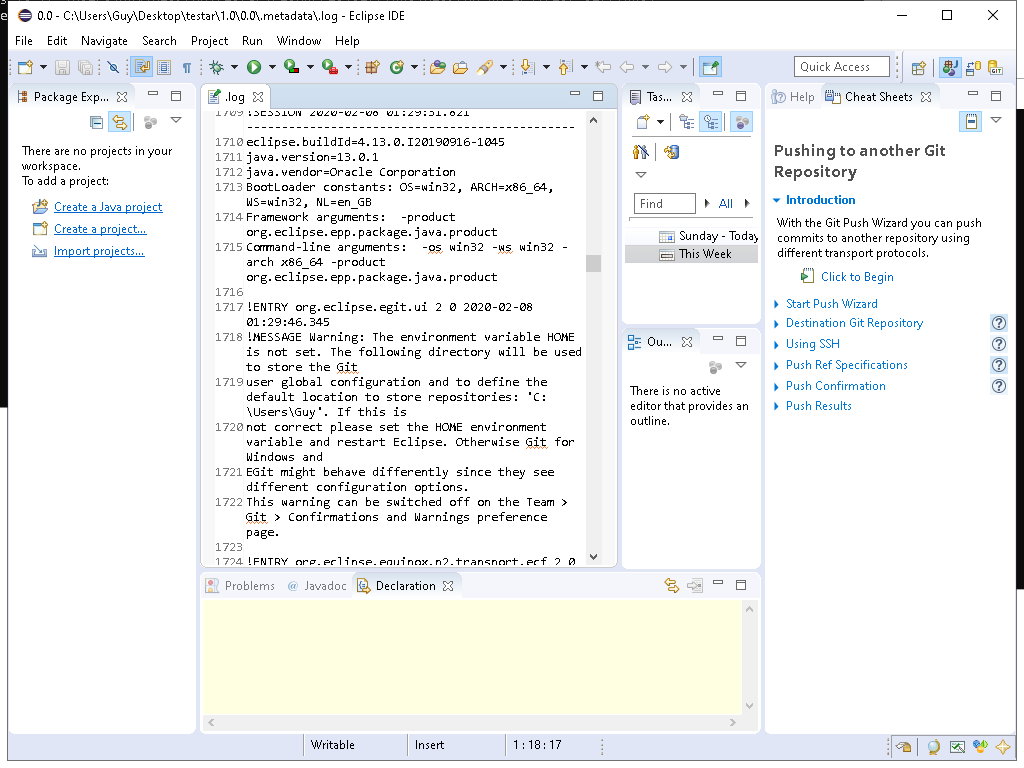 0.0 - C:\Users\Guy\Desktop\testar\1.0\0.0\.metadata\.log - Eclipse IDE
File Edit Navigate Search Project Run Window Help
Quick Access
Package Exp...
There are no projects in your
workspace.
To add a project:
Create a Java project
Create a project...
Import projects...
.log
1709 !SESSION 2020-02-08 01:29:31.621
-----------------------------------------------
1710 eclipse.buildId=4.13.0.I20190916-1045
1711 java.version=13.0.1
1712 java.vendor=Oracle Corporation
1713 BootLoader constants: OS=win32, ARCH=x86_64,
WS=win32, NL=en_GB
1714 Framework arguments:  -product
org.eclipse.epp.package.java.product
1715 Command-line arguments:  -os win32 -ws win32 -
arch x86_64 -product
org.eclipse.epp.package.java.product
1716
1717 !ENTRY org.eclipse.egit.ui 2 0 2020-02-08
01:29:46.345
1718 !MESSAGE Warning: The environment variable HOME
is not set. The following directory will be used
to store the Git
1719 user global configuration and to define the
default location to store repositories: 'C:
\Users\Guy'. If this is
1720 not correct please set the HOME environment
variable and restart Eclipse. Otherwise Git for
Windows and
1721 EGit might behave differently since they see
different configuration options.
1722 This warning can be switched off on the Team >
Git > Confirmations and Warnings preference
page.
1723
1724 !ENTRY org.eclipse.equinox.p2.transport.ecf 2 0
Tas...
Find
All
Sunday - Today
This Week
Ou...
There is no active
editor that provides an
outline.
Help
Cheat Sheets
Pushing to another Git
Repository
Introduction
With the Git Push Wizard you can push
commits to another repository using
different transport protocols.
Click to Begin
Start Push Wizard
Destination Git Repository
Using SSH
Push Ref Specifications
Push Confirmation
Push Results
Problems
@ Javadoc
Declaration
Writable
Insert
1 : 18 : 17